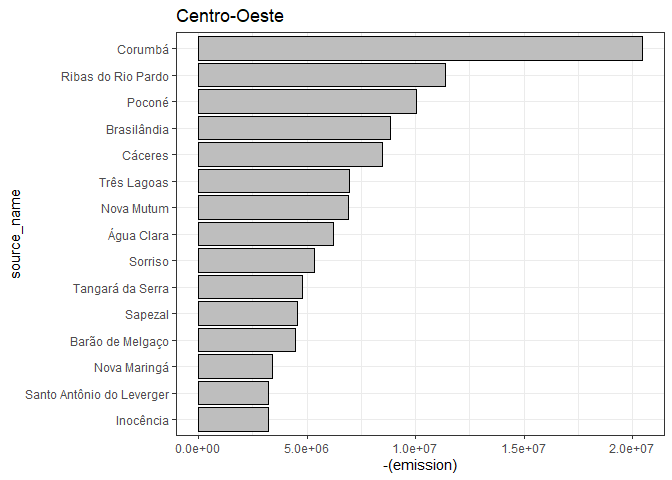 Centro-Oeste
source_name
Corumbá
Ribas do Rio Pardo
Poconé
Brasilândia
Cáceres
Três Lagoas
Nova Mutum
Água Clara
Sorriso
Tangará da Serra
Sapezal
Barão de Melgaço
Nova Maringá
Santo Antônio do Leverger
Inocência
0.0e+00 5.0e+06 1.0e+07 1.5e+07 2.0e+07
-(emission)